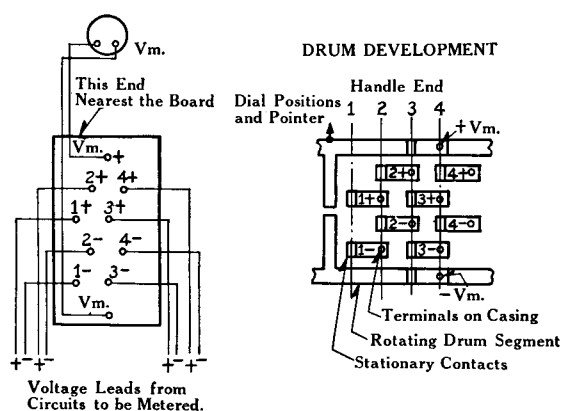 Vm.
This End
Nearest the Board
Vm.
+
2+ 4+
1+ 3+
2- 4-
1- 3-
Vm.
+- +- +- +-
Voltage Leads from
Circuits to be Metered.
DRUM DEVELOPMENT
Handle End
Dial Positions
and Pointer
1 2 3 4
+Vm.
2+ 4+
1+ 3+
2- 4-
1- 3-
-Vm.
Terminals on Casing
Rotating Drum Segment
Stationary Contacts